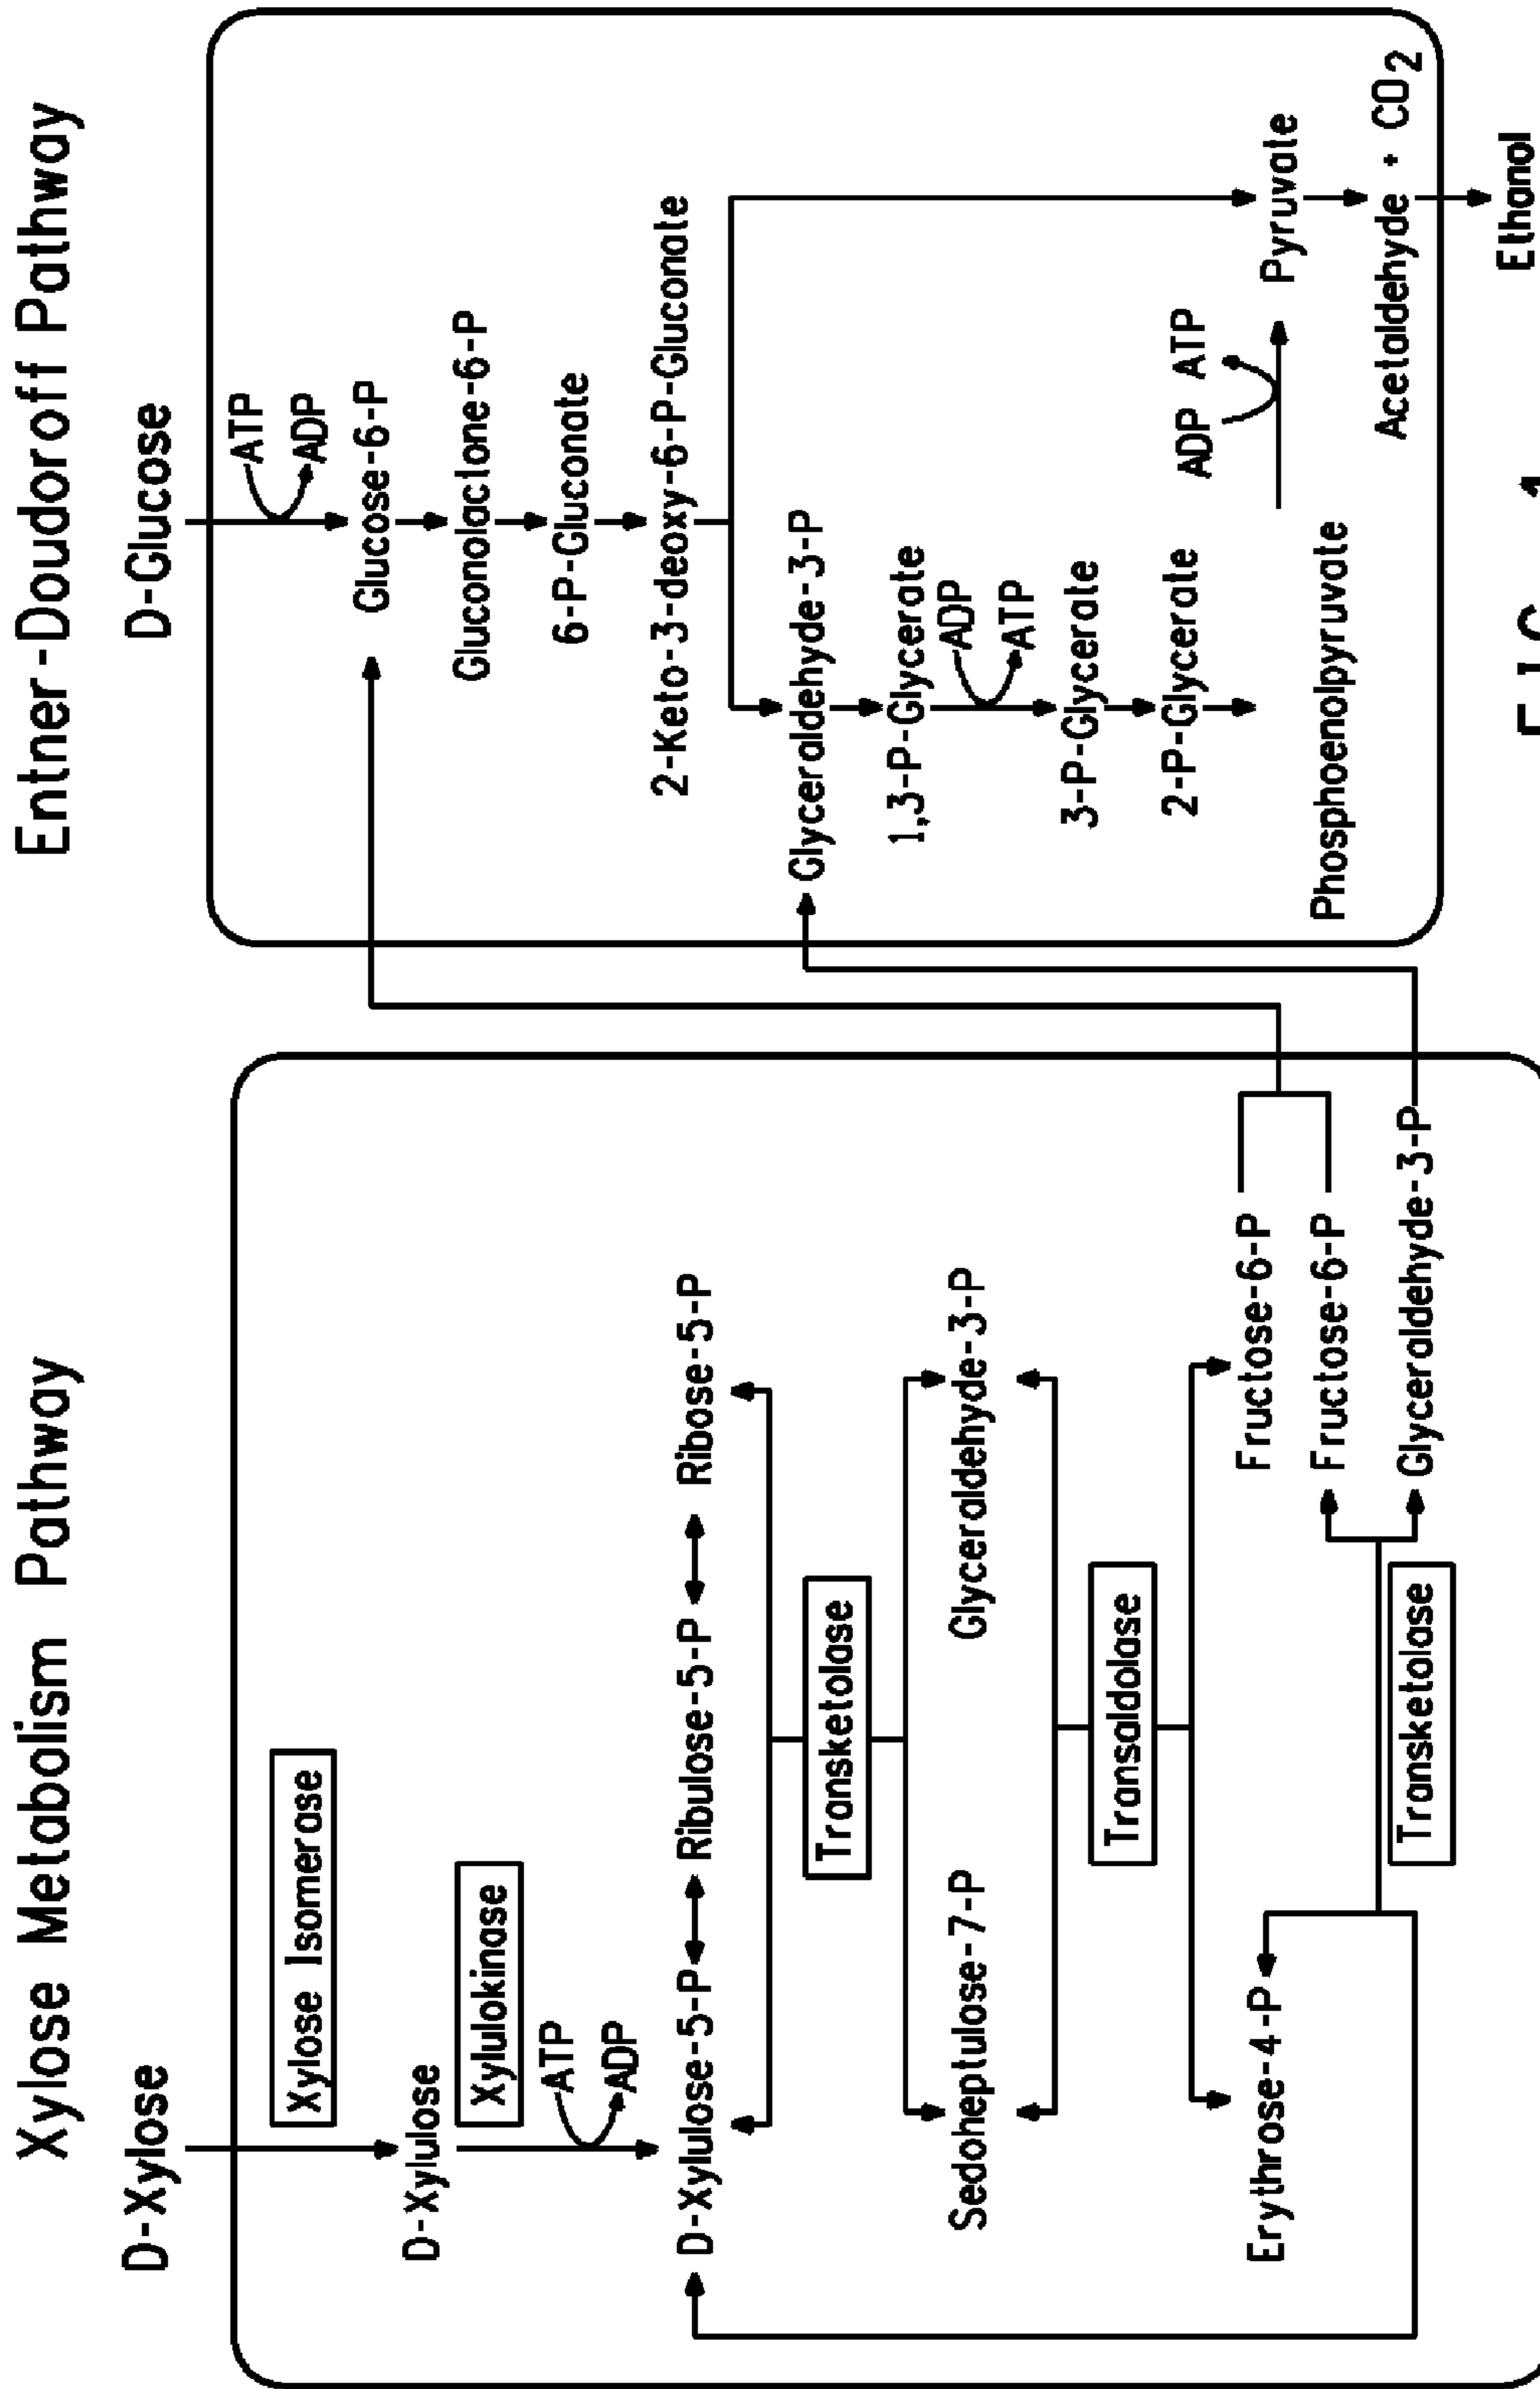 Xylose Metabolism Pathway
D-Xylose
Xylose Isomerase
D-Xylulose
Xylulokinase
ATP
ADP
D-Xylulose-5-P
Ribulose-5-P
Ribose-5-P
Transketolase
Sedoheptulose-7-P
Glyceraldehyde-3-P
Transaldolase
Erythrose-4-P
Fructose-6-P
Fructose-6-P
Glyceraldehyde-3-P
Transketolase
Entner-Doudoroff Pathway
D-Glucose
ATP
ADP
Glucose-6-P
Gluconolactone-6-P
6-P-Gluconate
2-Keto-3-deoxy-6-P-Gluconate
Glyceraldehyde-3-P
1,3-P-Glycerate
ADP
ATP
3-P-Glycerate
2-P-Glycerate
ADP ATP
Phosphoenolpyruvate
Pyruvate
Acetaldehyde + CO2
Ethanol